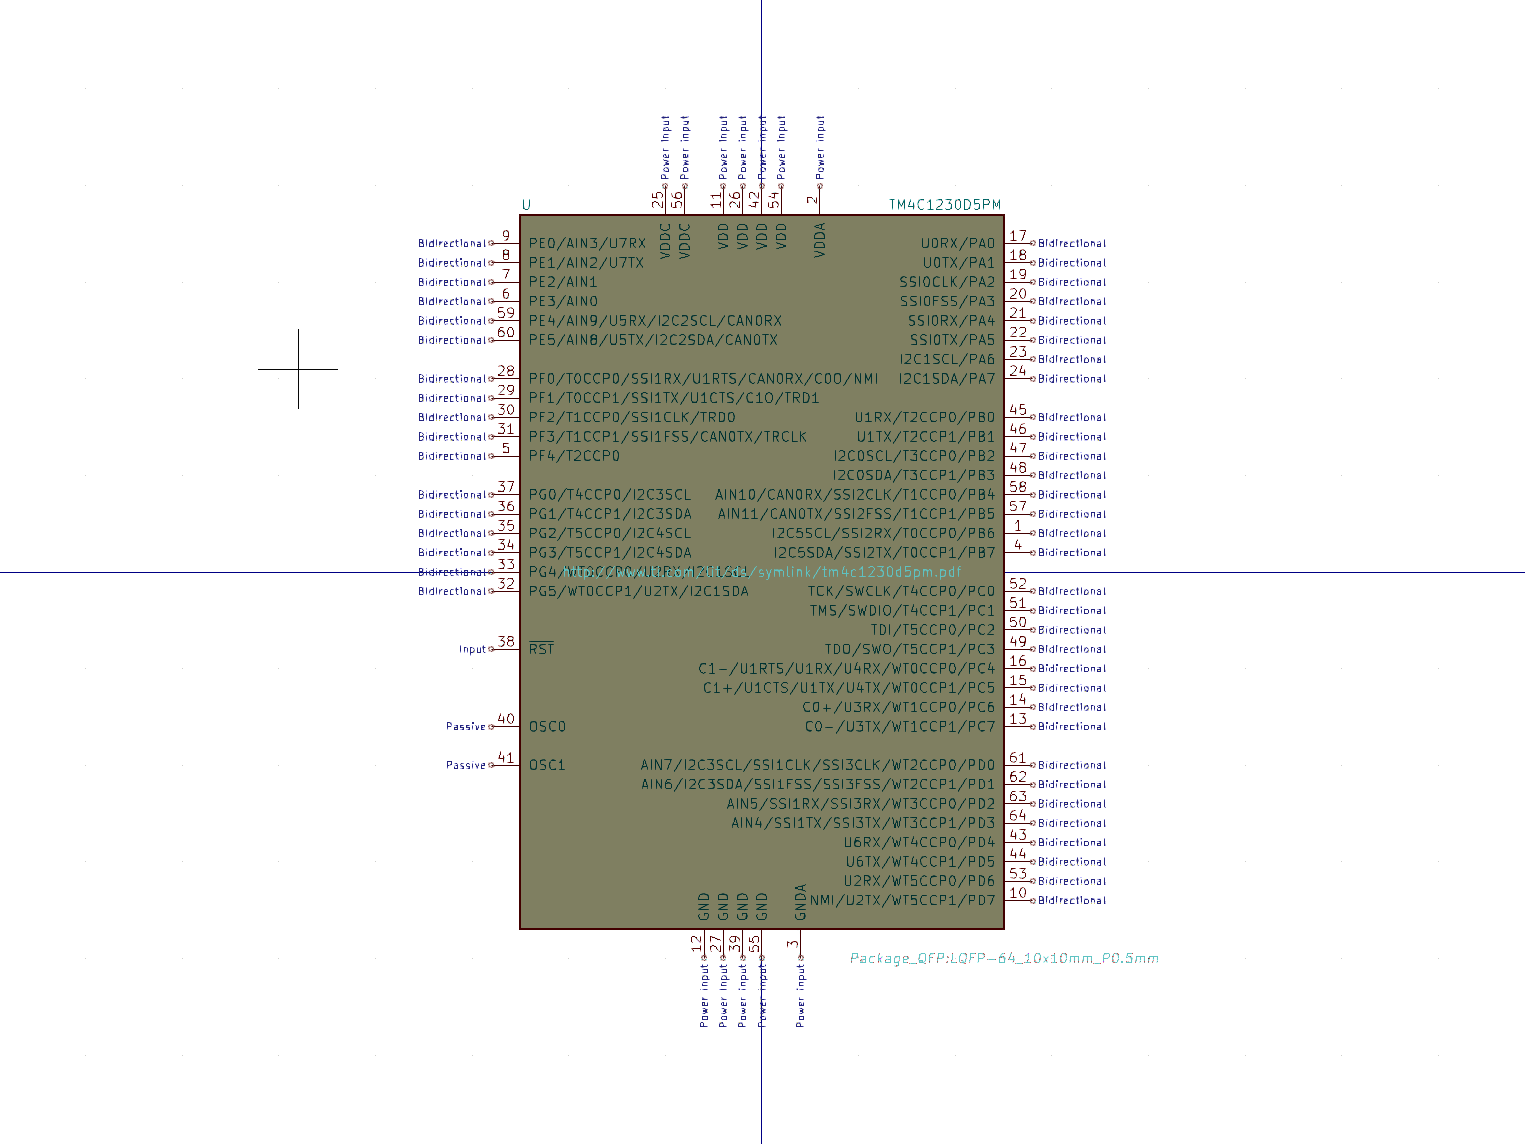 Power Input Power input Power Input Power input Power input Power Input Power input
25 56 11 26 42 54 2
U TM4C1230D5PM
VDDC VDDC VDD VDD VDD VDD VDDA
Bidirectional 9 PE0/AIN3/U7RX U0RX/PA0 17 Bidirectional
Bidirectional 8 PE1/AIN2/U7TX U0TX/PA1 18 Bidirectional
Bidirectional 7 PE2/AIN1 SSI0CLK/PA2 19 Bidirectional
Bidirectional 6 PE3/AIN0 SSI0FSS/PA3 20 Bidirectional
Bidirectional 59 PE4/AIN9/U5RX/I2C2SCL/CAN0RX SSI0RX/PA4 21 Bidirectional
Bidirectional 60 PE5/AIN8/U5TX/I2C2SDA/CAN0TX SSI0TX/PA5 22 Bidirectional
I2C1SCL/PA6 23 Bidirectional
Bidirectional 28 PF0/T0CCP0/SSI1RX/U1RTS/CAN0RX/C0O/NMI I2C1SDA/PA7 24 Bidirectional
Bidirectional 29 PF1/T0CCP1/SSI1TX/U1CTS/C1O/TRD1
Bidirectional 30 PF2/T1CCP0/SSI1CLK/TRD0 U1RX/T2CCP0/PB0 45 Bidirectional
Bidirectional 31 PF3/T1CCP1/SSI1FSS/CAN0TX/TRCLK U1TX/T2CCP1/PB1 46 Bidirectional
Bidirectional 5 PF4/T2CCP0 I2C0SCL/T3CCP0/PB2 47 Bidirectional
I2C0SDA/T3CCP1/PB3 48 Bidirectional
Bidirectional 37 PG0/T4CCP0/I2C3SCL AIN10/CAN0RX/SSI2CLK/T1CCP0/PB4 58 Bidirectional
Bidirectional 36 PG1/T4CCP1/I2C3SDA AIN11/CAN0TX/SSI2FSS/T1CCP1/PB5 57 Bidirectional
Bidirectional 35 PG2/T5CCP0/I2C4SCL I2C5SCL/SSI2RX/T0CCP0/PB6 1 Bidirectional
Bidirectional 34 PG3/T5CCP1/I2C4SDA I2C5SDA/SSI2TX/T0CCP1/PB7 4 Bidirectional
Bidirectional 33 PG4/WT0CCP0/U2RX/I2C1SCL http://www.ti.com/lit/ds/symlink/tm4c1230d5pm.pdf
Bidirectional 32 PG5/WT0CCP1/U2TX/I2C1SDA TCK/SWCLK/T4CCP0/PC0 52 Bidirectional
TMS/SWDIO/T4CCP1/PC1 51 Bidirectional
TDI/T5CCP0/PC2 50 Bidirectional
Input 38 RST TDO/SWO/T5CCP1/PC3 49 Bidirectional
C1-/U1RTS/U1RX/U4RX/WT0CCP0/PC4 16 Bidirectional
C1+/U1CTS/U1TX/U4TX/WT0CCP1/PC5 15 Bidirectional
C0+/U3RX/WT1CCP0/PC6 14 Bidirectional
Passive 40 OSC0 C0-/U3TX/WT1CCP1/PC7 13 Bidirectional
Passive 41 OSC1 AIN7/I2C3SCL/SSI1CLK/SSI3CLK/WT2CCP0/PD0 61 Bidirectional
AIN6/I2C3SDA/SSI1FSS/SSI3FSS/WT2CCP1/PD1 62 Bidirectional
AIN5/SSI1RX/SSI3RX/WT3CCP0/PD2 63 Bidirectional
AIN4/SSI1TX/SSI3TX/WT3CCP1/PD3 64 Bidirectional
U6RX/WT4CCP0/PD4 43 Bidirectional
U6TX/WT4CCP1/PD5 44 Bidirectional
U2RX/WT5CCP0/PD6 53 Bidirectional
NMI/U2TX/WT5CCP1/PD7 10 Bidirectional
GND GND GND GND GNDA
12 27 39 55 3
Package_QFP:LQFP-64_10x10mm_P0.5mm
Power input Power Input Power input Power input Power input